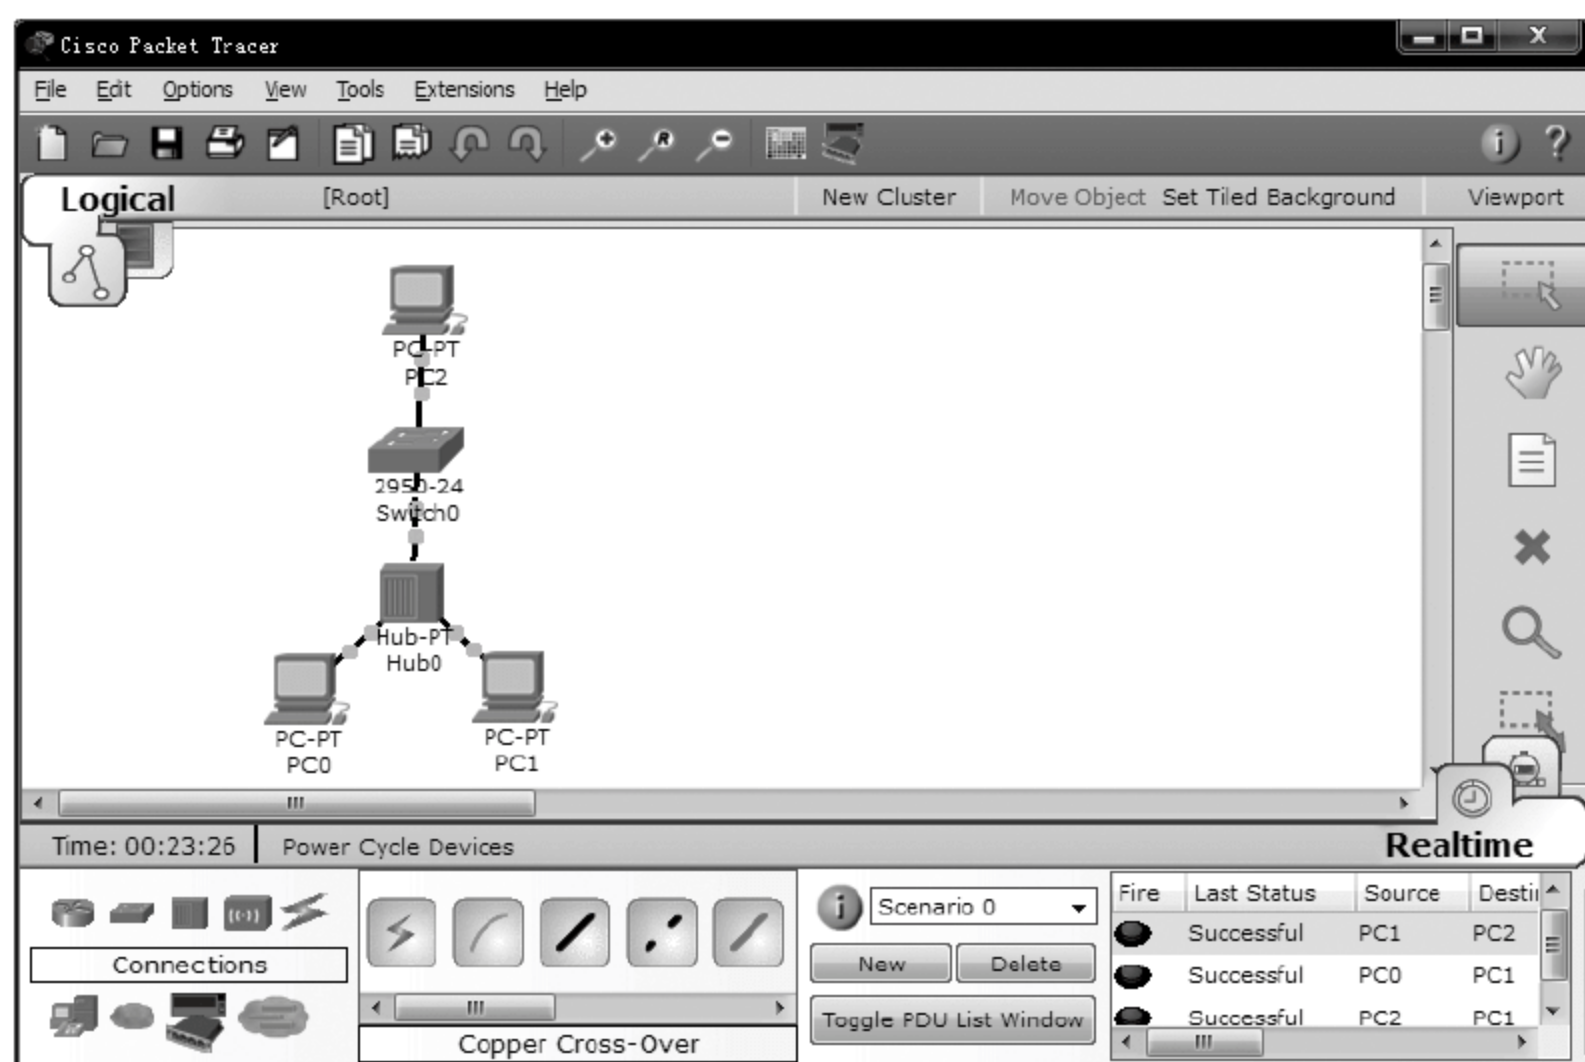 Cisco Packet Tracer
File Edit Options View Tools Extensions Help
Logical [Root] New Cluster Move Object Set Tiled Background Viewport
PC-PT
PC2
2950-24
Switch0
Hub-PT
Hub0
PC-PT
PC0
PC-PT
PC1
Time: 00:23:26 Power Cycle Devices Realtime
Fire Last Status Source Destin
Scenario 0
Successful PC1 PC2
Connections
New Delete
Successful PC0 PC1
Toggle PDU List Window
Successful PC2 PC1
Copper Cross-Over